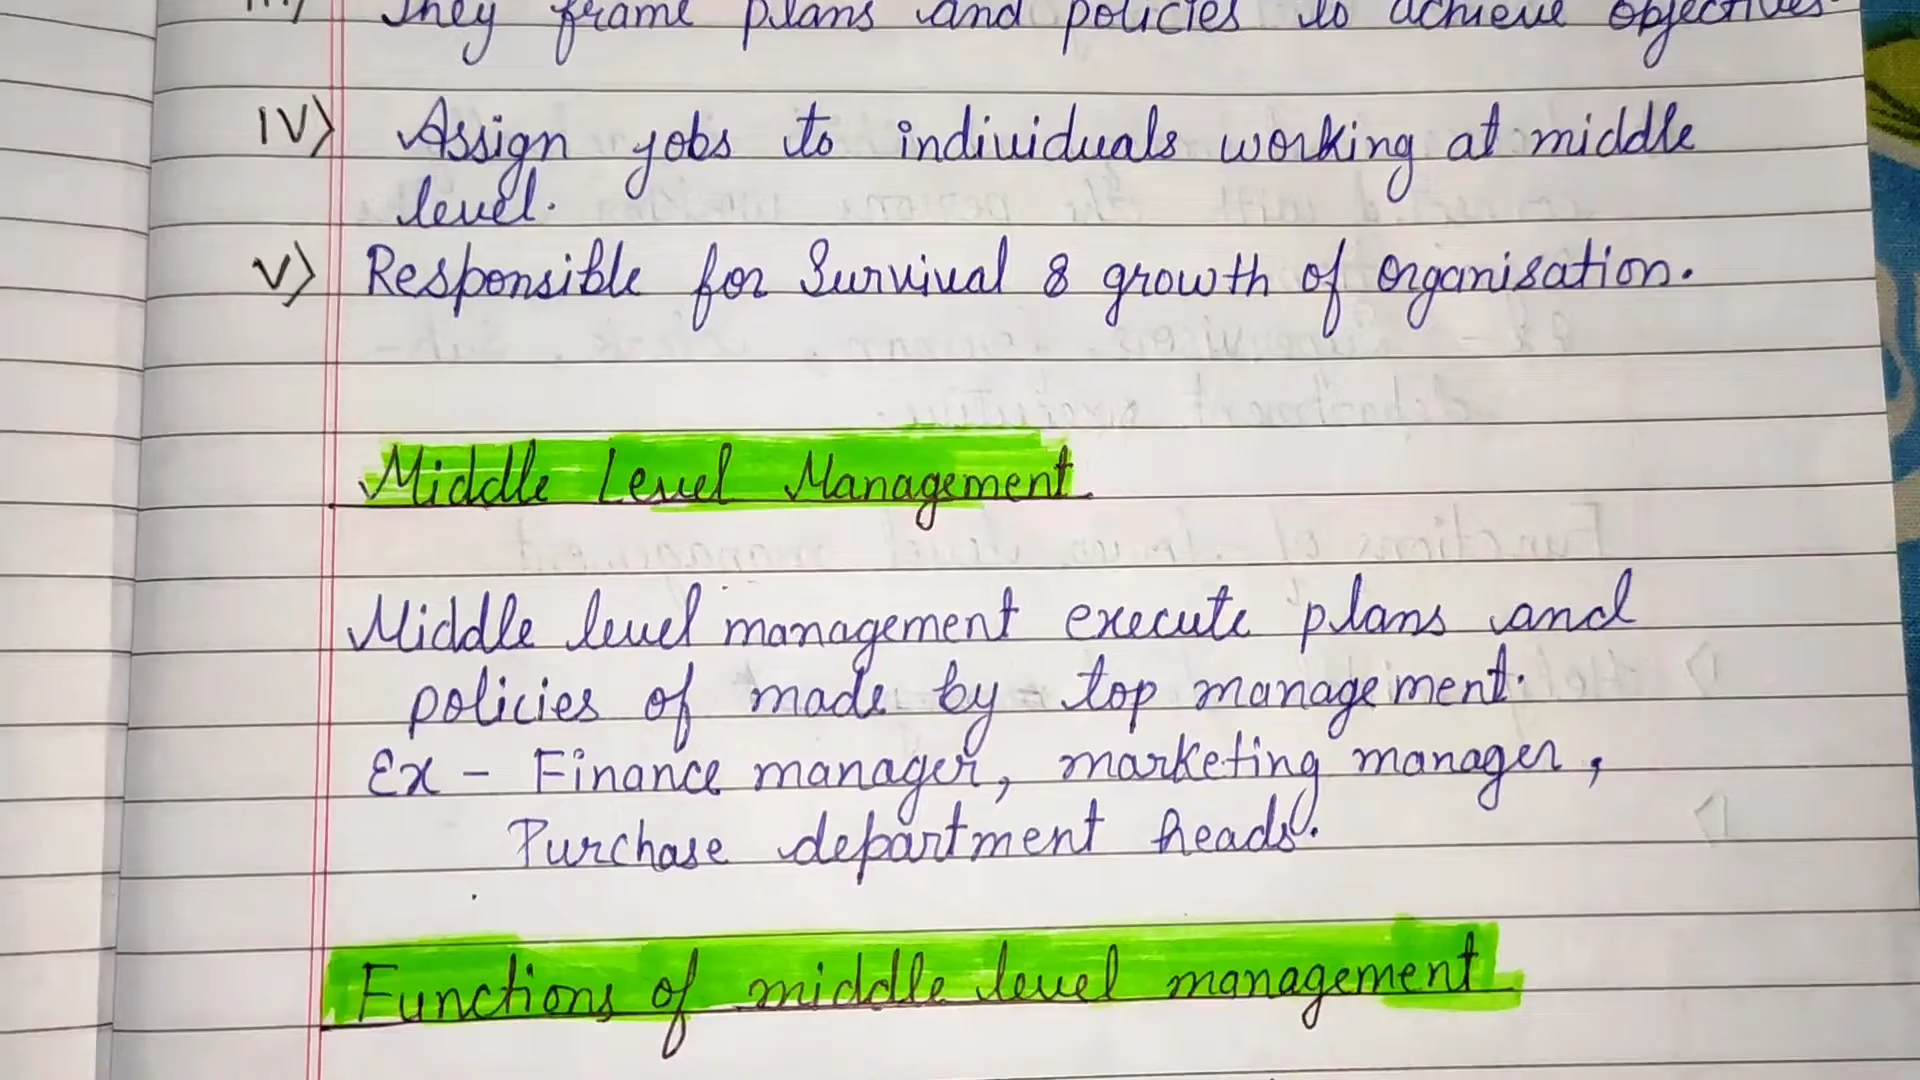 They frame plans and policies to achieve objectives.
IV) Assign jobs to individuals working at middle
level.
V) Responsible for Survival & growth of organisation.
Middle Level Management.
Middle level management execute plans and
policies of made by top management.
Ex - Finance manager, marketing manager,
Purchase department heads.
Functions of middle level management